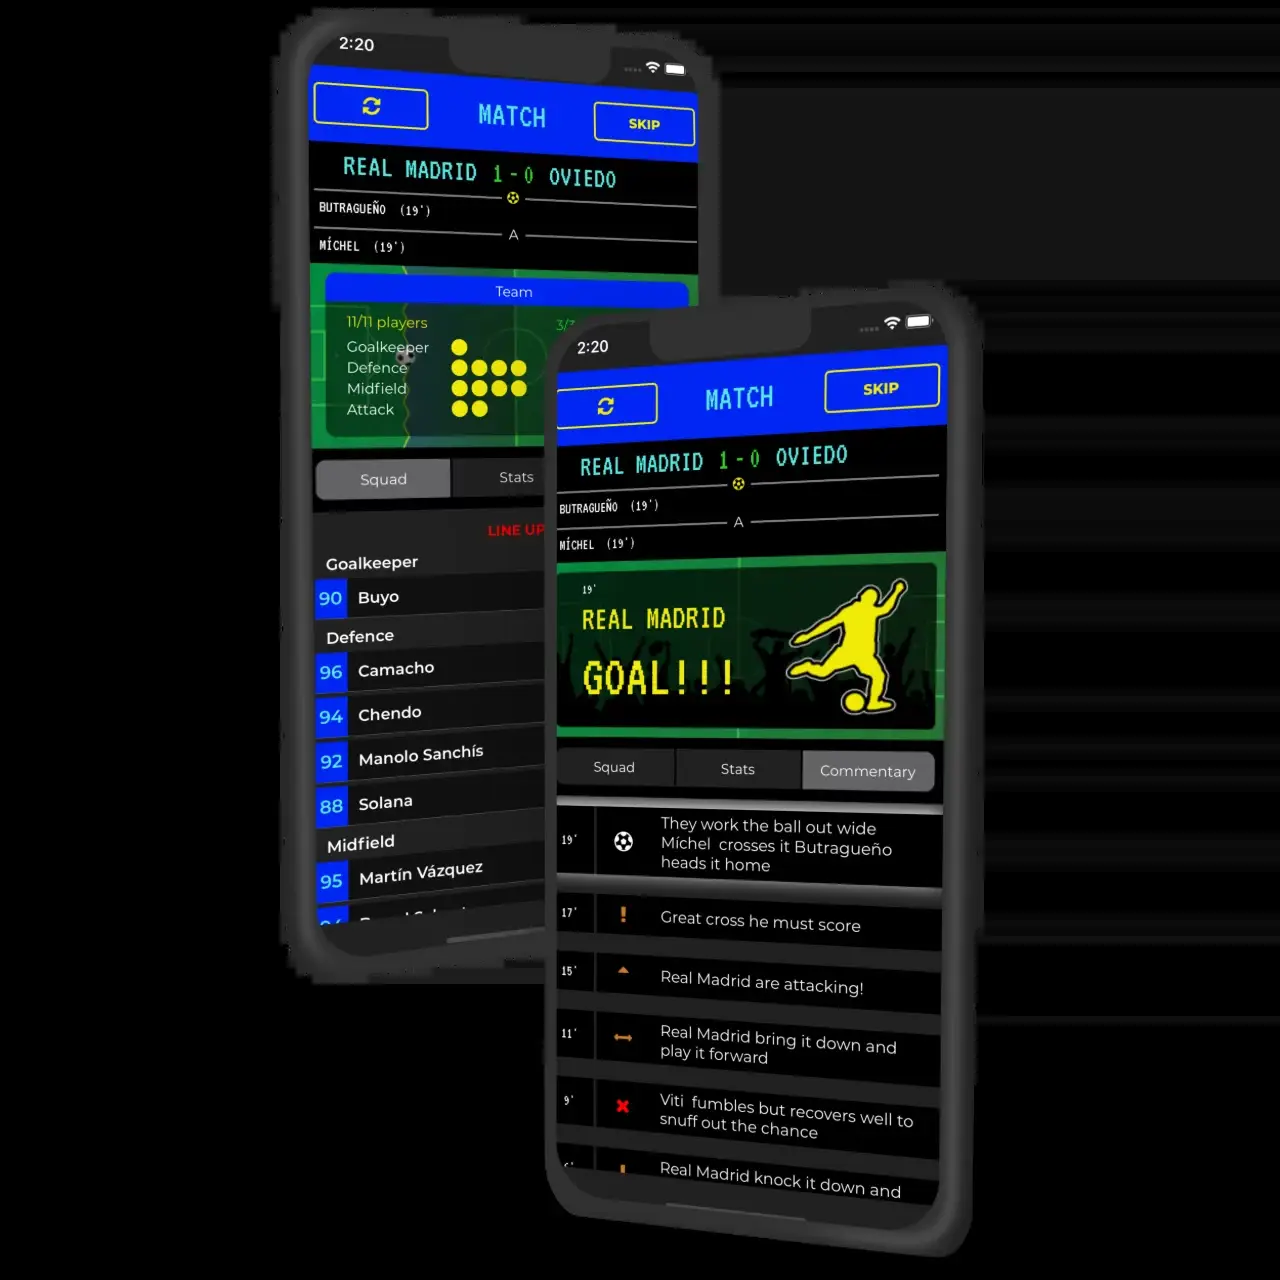 2:20
MATCH
SKIP
REAL MADRID 1-0 OVIEDO
BUTRAGUEÑO (19')
A
MÍCHEL (19')
Team
11/11 players
Goalkeeper
Defence
Midfield
Attack
Squad
Stats
LINE UP
Goalkeeper
90 Buyo
Defence
96 Camacho
94 Chendo
92 Manolo Sanchís
88 Solana
Midfield
95 Martín Vázquez
2:20
MATCH
SKIP
REAL MADRID 1-0 OVIEDO
BUTRAGUEÑO (19')
A
MÍCHEL (19')
19'
REAL MADRID
GOAL!!!
Squad
Stats
Commentary
19' They work the ball out wide
Míchel crosses it Butragueño
heads it home
17' ! Great cross he must score
15' Real Madrid are attacking!
11' Real Madrid bring it down and
play it forward
9' Viti fumbles but recovers well to
snuff out the chance
Real Madrid knock it down and